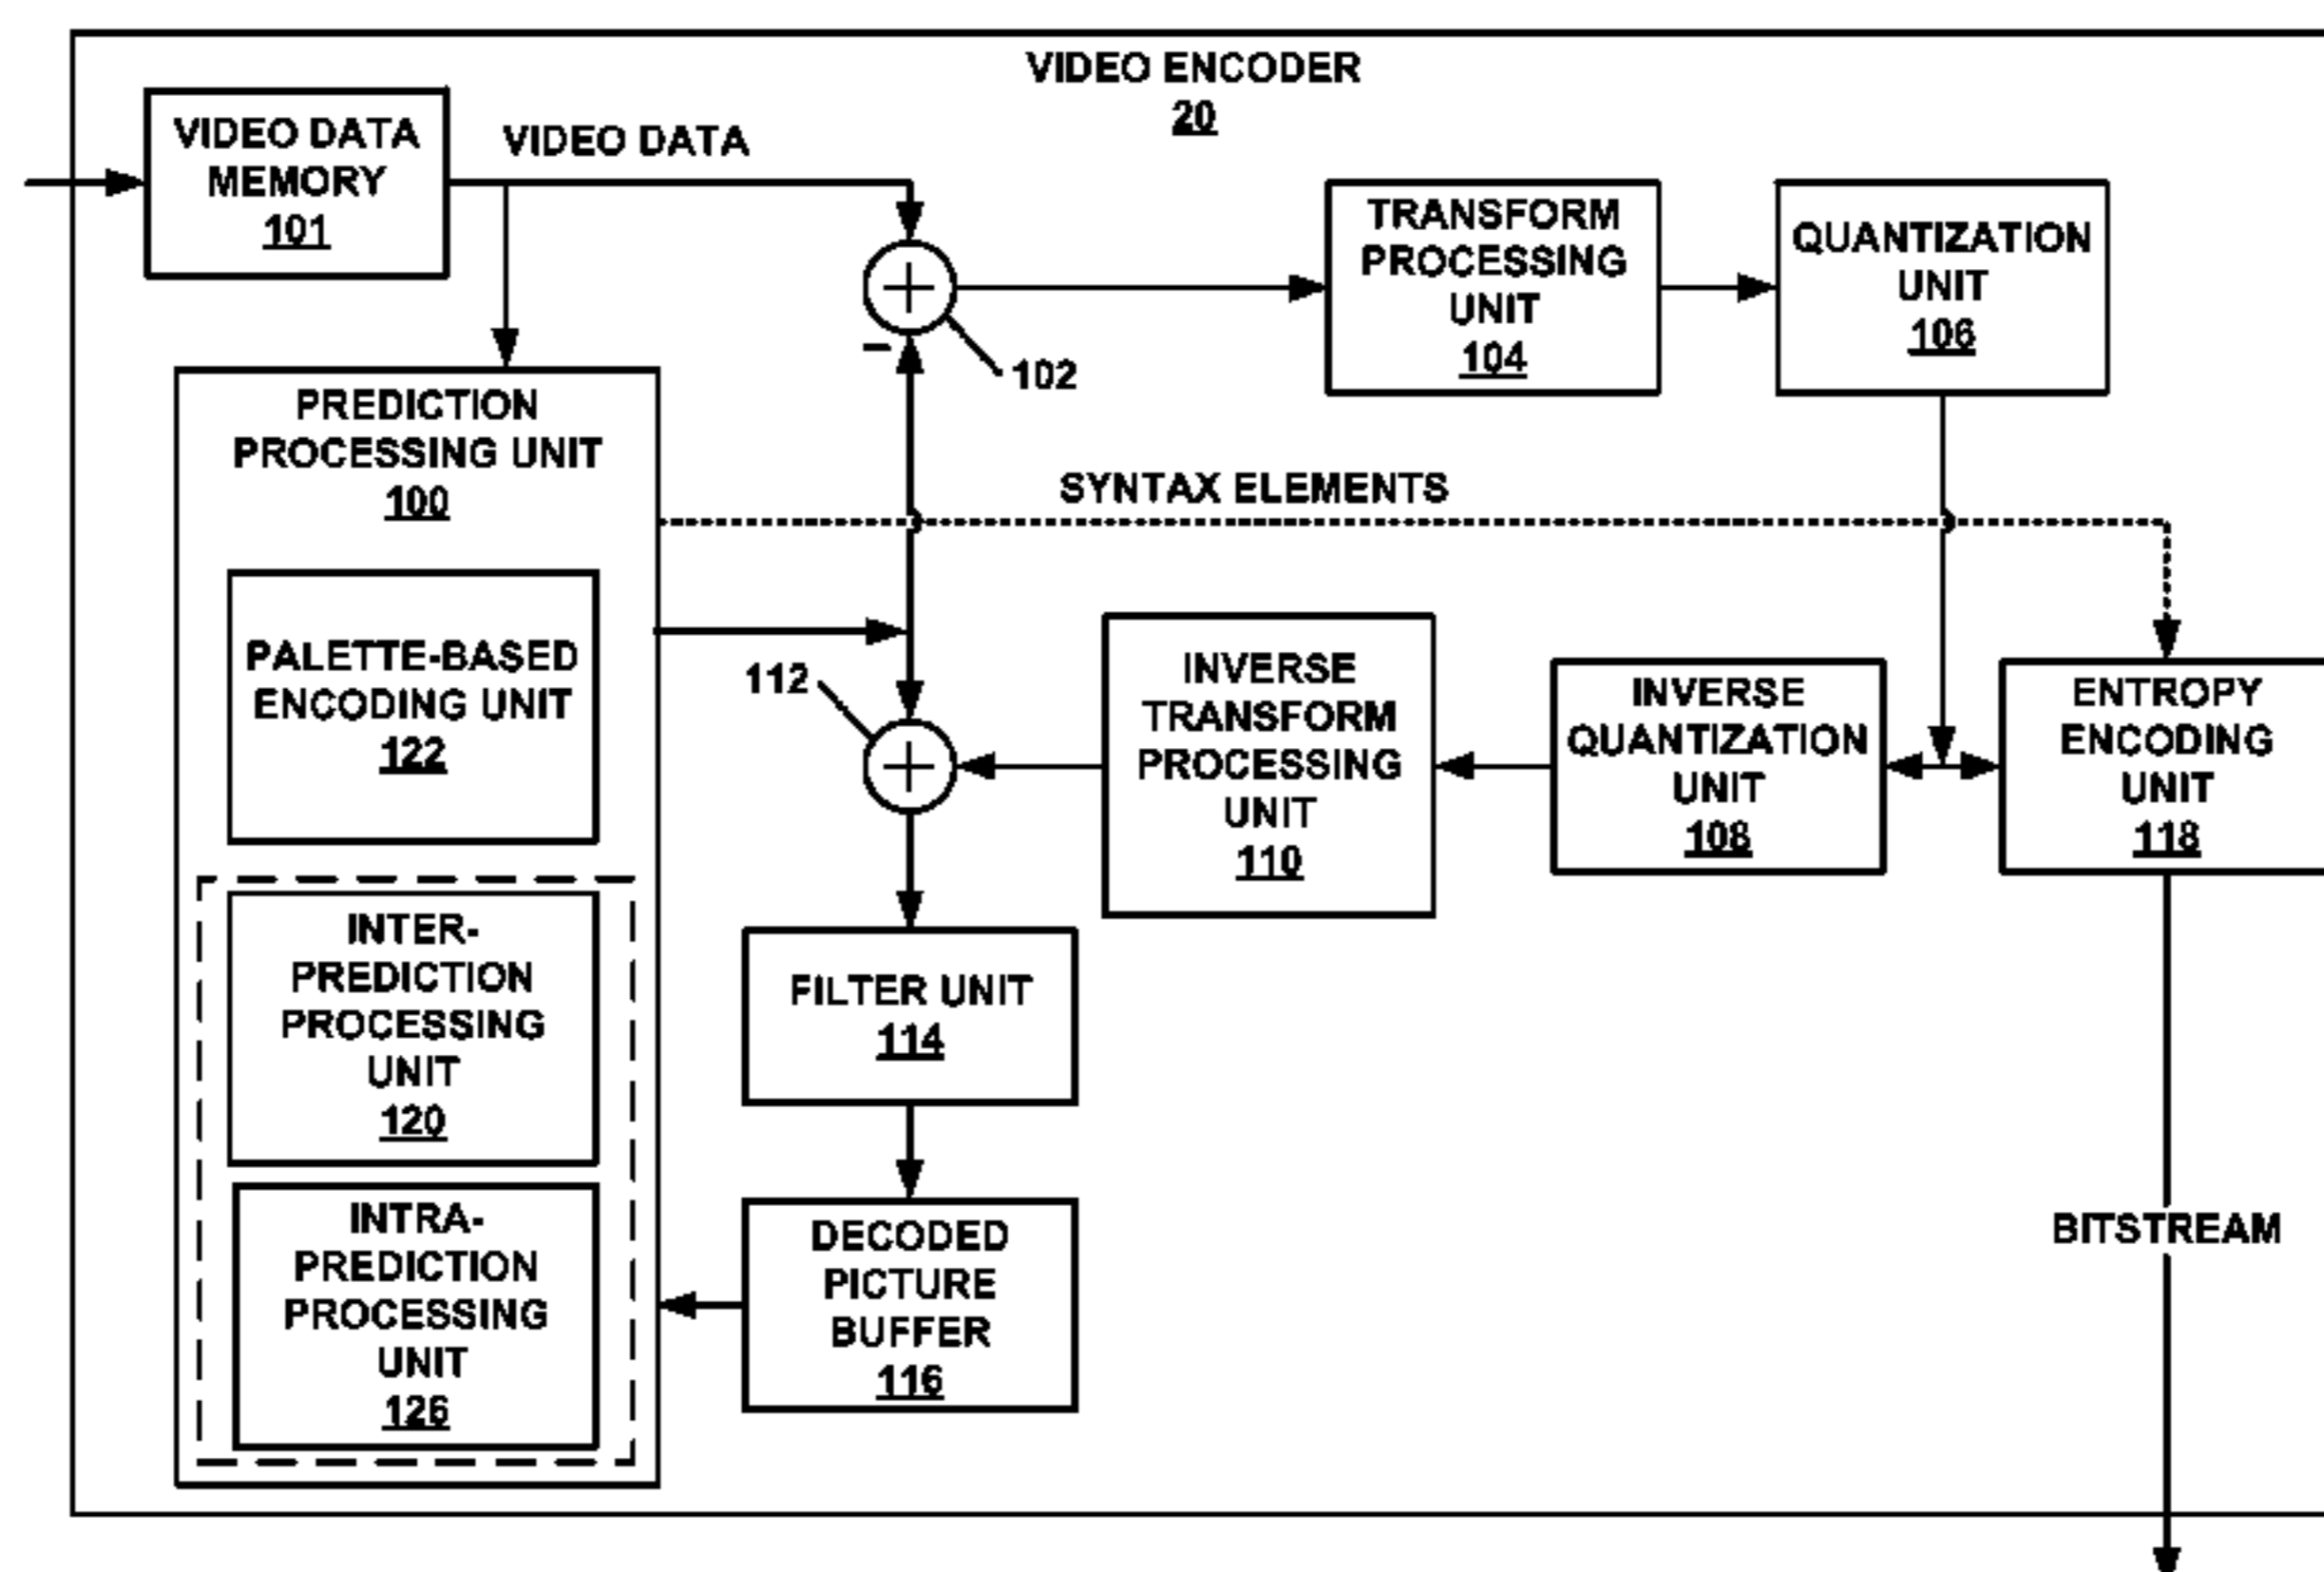 VIDEO ENCODER
20
VIDEO DATA
MEMORY
101
VIDEO DATA
102
TRANSFORM
PROCESSING
UNIT
104
QUANTIZATION
UNIT
106
PREDICTION
PROCESSING UNIT
100
SYNTAX ELEMENTS
PALETTE-BASED
ENCODING UNIT
122
112
INVERSE
TRANSFORM
PROCESSING
UNIT
110
INVERSE
QUANTIZATION
UNIT
108
ENTROPY
ENCODING
UNIT
118
INTER-
PREDICTION
PROCESSING
UNIT
120
FILTER UNIT
114
INTRA-
PREDICTION
PROCESSING
UNIT
126
DECODED
PICTURE
BUFFER
116
BITSTREAM